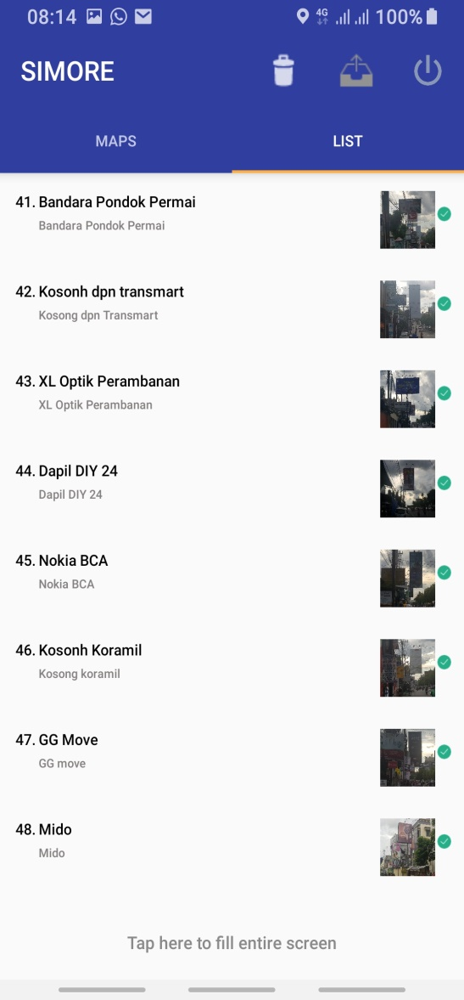 08:14 4G 100%
SIMORE
MAPS LIST
41. Bandara Pondok Permai
Bandara Pondok Permai
42. Kosonh dpn transmart
Kosong dpn Transmart
43. XL Optik Perambanan
XL Optik Perambanan
44. Dapil DIY 24
Dapil DIY 24
45. Nokia BCA
Nokia BCA
46. Kosonh Koramil
Kosong koramil
47. GG Move
GG move
48. Mido
Mido
Tap here to fill entire screen